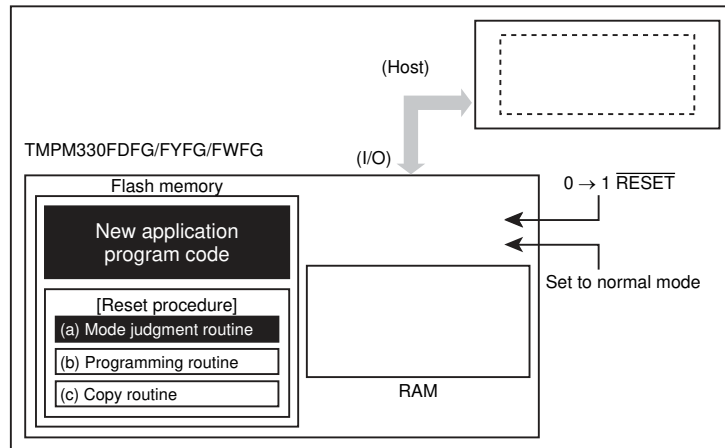 (Host)
TMPM330FDFG/FYFG/FWFG
(I/O)
Flash memory
0 → 1 R̅E̅S̅E̅T̅
New application
program code
Set to normal mode
[Reset procedure]
(a) Mode judgment routine
(b) Programming routine
(c) Copy routine
RAM